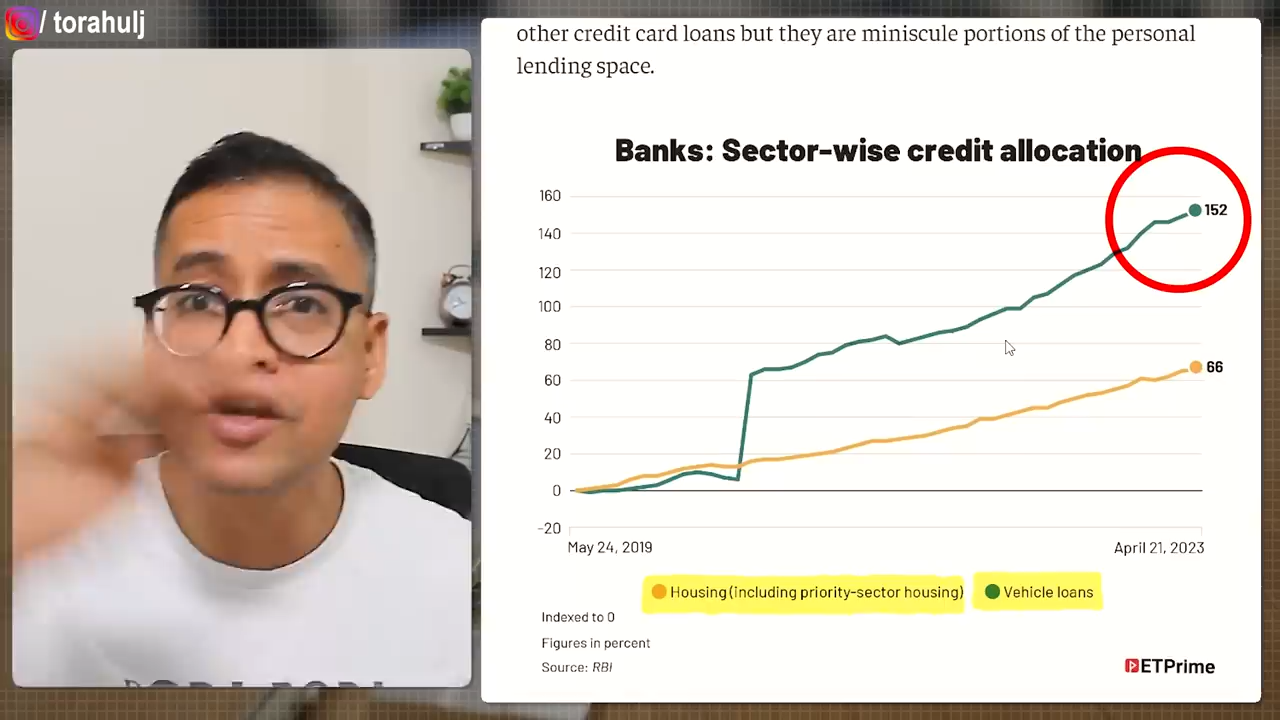 / torahulj
other credit card loans but they are miniscule portions of the personal
lending space.
Banks: Sector-wise credit allocation
160
152
140
120
100
80
66
60
40
20
0
-20
May 24, 2019
April 21, 2023
Housing (including priority-sector housing)
Vehicle loans
Indexed to 0
Figures in percent
Source: RBI
ETPrime